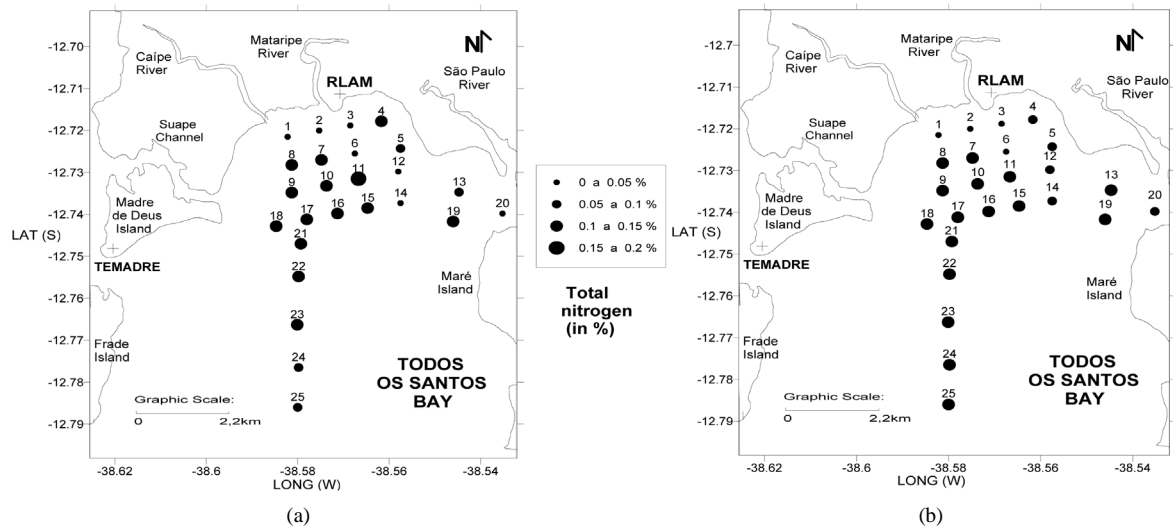 -12.70
-12.71
-12.72
-12.73
-12.74
LAT (S)
-12.75
-12.76
-12.77
-12.78
-12.79
Caípe
River
Mataripe
River
N
RLAM
São Paulo
River
Suape
Channel
1
2
3
4
5
6
7
8
9
10
11
12
13
14
15
16
17
18
19
20
21
22
23
24
25
Madre
de Deus
Island
TEMADRE
Maré
Island
Frade
Island
TODOS
OS SANTOS
BAY
Graphic Scale:
0 2,2km
-38.62 -38.6 -38.58 -38.56 -38.54
LONG (W)
(a)
0 a 0.05 %
0.05 a 0.1 %
0.1 a 0.15 %
0.15 a 0.2 %
Total
nitrogen
(in %)
-12.7
-12.71
-12.72
-12.73
-12.74
LAT (S)
-12.75
-12.76
-12.77
-12.78
-12.79
Caípe
River
Mataripe
River
N
RLAM
São Paulo
River
Suape
Channel
1
2
3
4
5
6
7
8
9
10
11
12
13
14
15
16
17
18
19
20
21
22
23
24
25
Madre
de Deus
Island
TEMADRE
Maré
Island
Frade
Island
TODOS
OS SANTOS
BAY
Graphic Scale:
0 2,2km
-38.62 -38.6 -38.58 -38.56 -38.54
LONG (W)
(b)